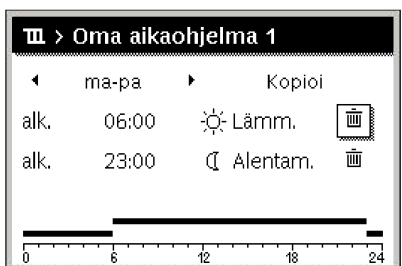 > Oma aikaohjelma 1
ma-pa Kopioi
alk. 06:00 Lämm.
alk. 23:00 Alentam.
0 6 12 18 24